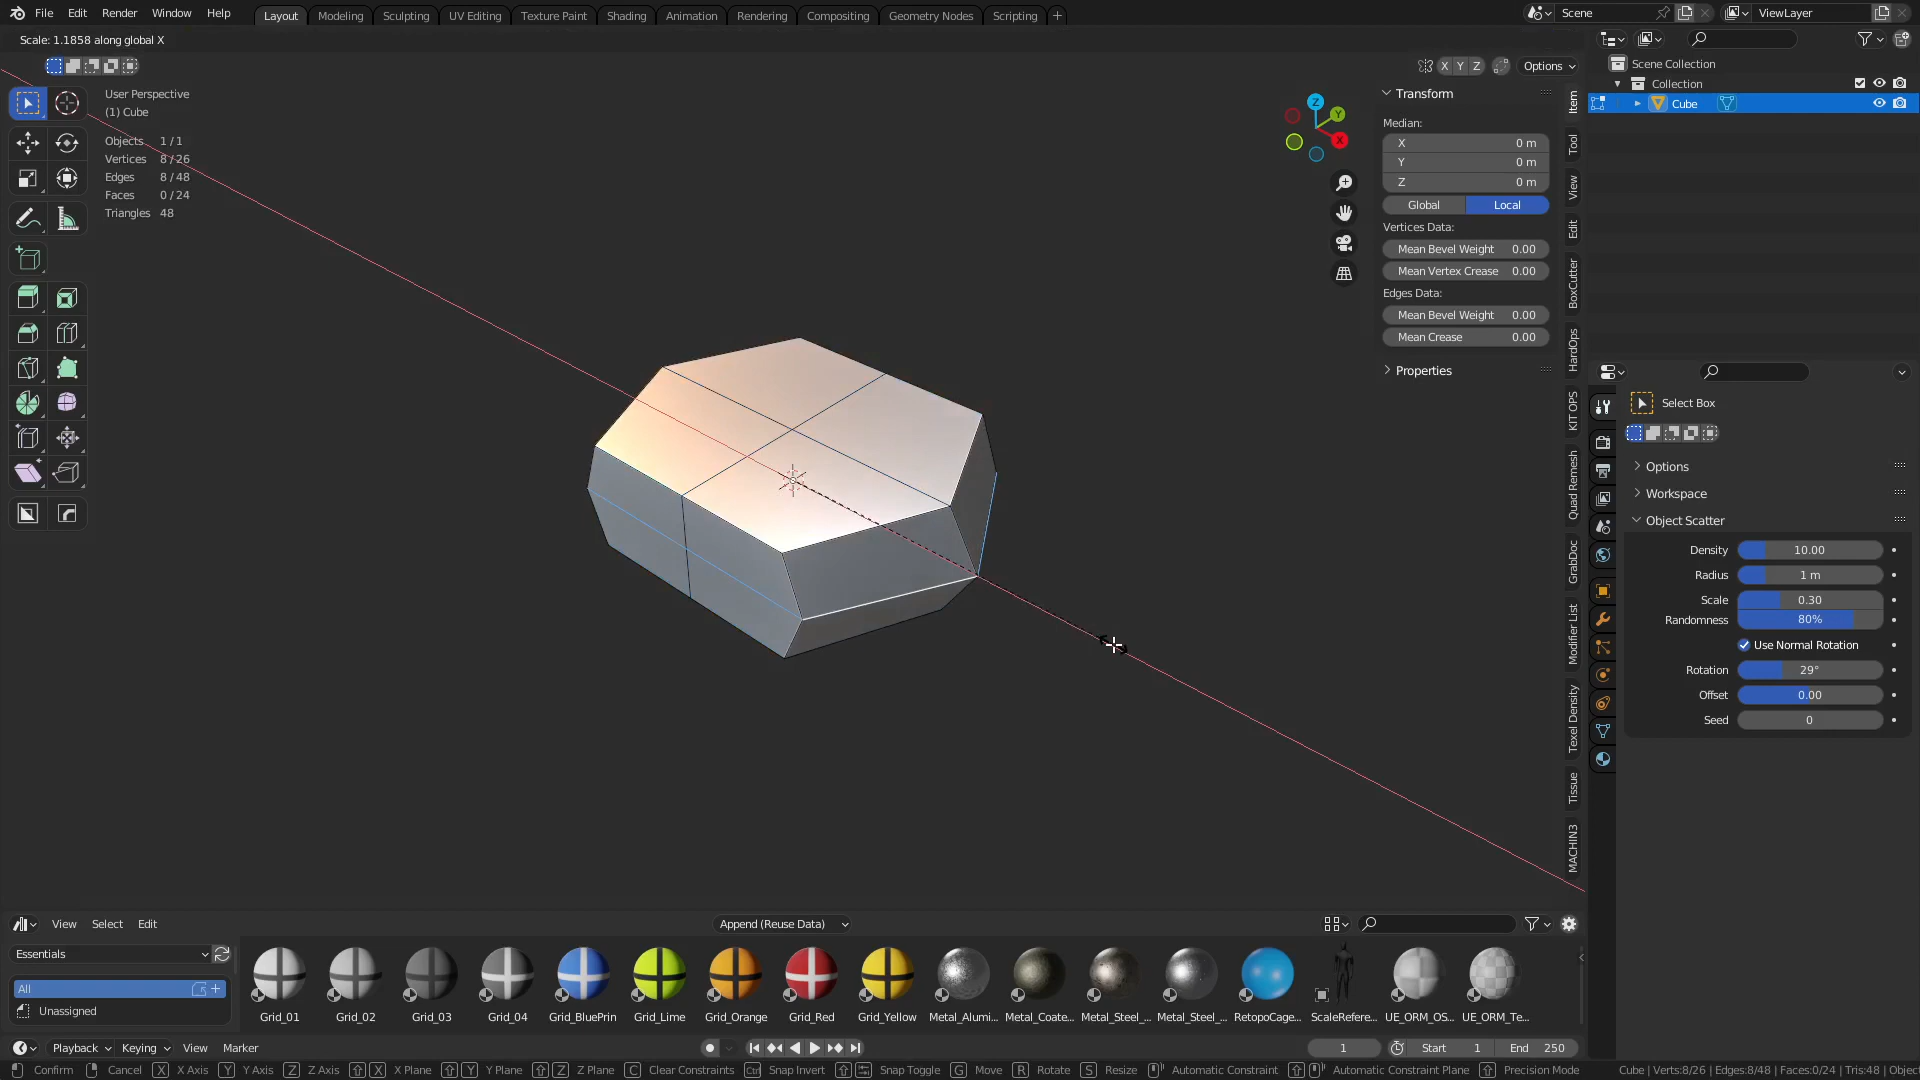 File Edit Render Window Help Layout Modeling Sculpting UV Editing Texture Paint Shading Animation Rendering Compositing Geometry Nodes Scripting + Scene ViewLayer
Scale: 1.1858 along global X
X Y Z Options
User Perspective
(1) Cube
Objects 1 / 1
Vertices 8 / 26
Edges 8 / 48
Faces 0 / 24
Triangles 48
Z
Y
X
Transform
Median:
X 0 m
Y 0 m
Z 0 m
Global Local
Vertices Data:
Mean Bevel Weight 0.00
Mean Vertex Crease 0.00
Edges Data:
Mean Bevel Weight 0.00
Mean Crease 0.00
Properties
Item
Tool
View
Edit
BoxCutter
HardOps
KIT OPS
Quad Remesh
GrabDoc
Modifier List
Texel Density
Tissue
MACHIN3
Scene Collection
Collection
Cube
Select Box
Options
Workspace
Object Scatter
Density 10.00
Radius 1 m
Scale 0.30
Randomness 80%
Use Normal Rotation
Rotation 29°
Offset 0.00
Seed 0
View Select Edit Append (Reuse Data)
Essentials
All
Unassigned
Grid_01 Grid_02 Grid_03 Grid_04 Grid_BluePrin Grid_Lime Grid_Orange Grid_Red Grid_Yellow Metal_Alumi... Metal_Coate... Metal_Steel_... Metal_Steel_... RetopoCage... ScaleRefere... UE_ORM_OS... UE_ORM_Te...
Playback Keying View Marker 1 Start 1 End 250
Confirm Cancel X X Axis Y Y Axis Z Z Axis X X Plane Y Y Plane Z Z Plane C Clear Constraints Ctrl Snap Invert Snap Toggle G Move R Rotate S Resize Automatic Constraint Automatic Constraint Plane Precision Mode Cube | Verts:8/26 | Edges:8/48 | Faces:0/24 | Tris:48 | Objec